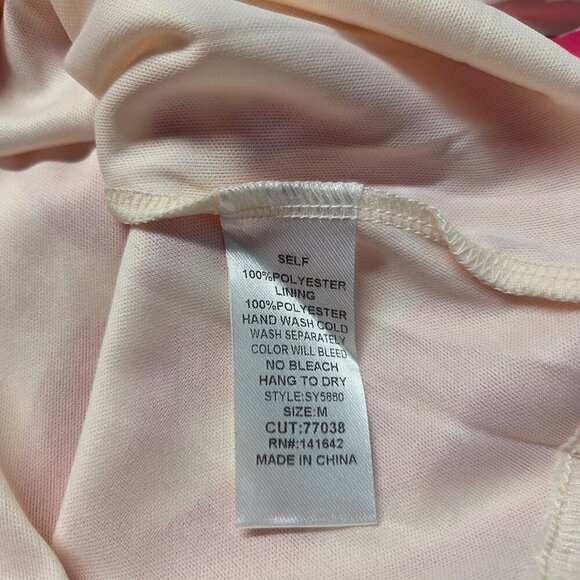 SELF
100%POLYESTER
LINING
100%POLYESTER
HAND WASH COLD
WASH SEPARATELY
COLOR WILL BLEED
NO BLEACH
HANG TO DRY
STYLE:SY5880
SIZE:M
CUT:77038
RN#:141642
MADE IN CHINA